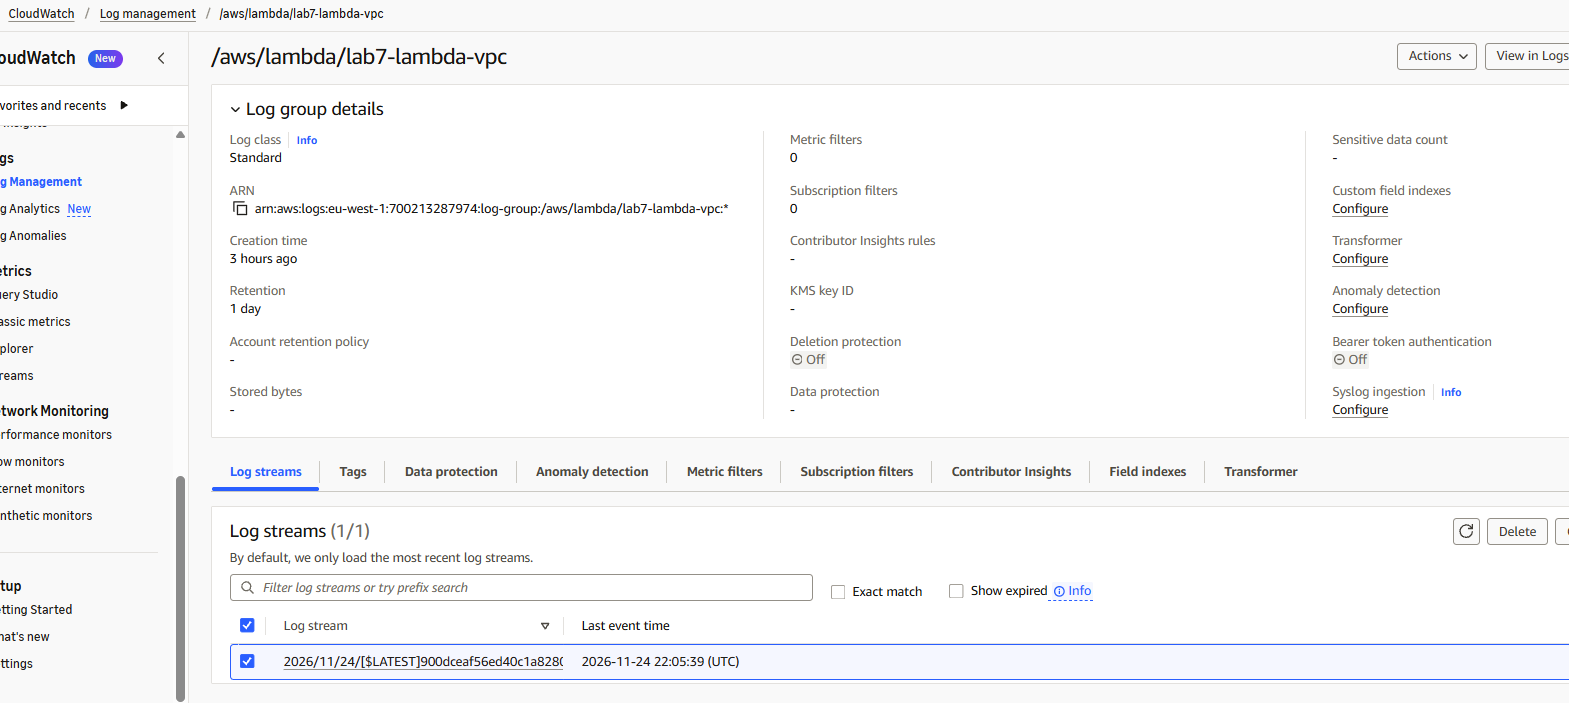 CloudWatch / Log management / /aws/lambda/lab7-lambda-vpc
oudWatch New
vorites and recents
gs
g Management
g Analytics New
g Anomalies
etrics
uery Studio
assic metrics
plorer
reams
etwork Monitoring
rformance monitors
ow monitors
ternet monitors
nthetic monitors
tup
etting Started
hat's new
ttings
/aws/lambda/lab7-lambda-vpc
Actions
View in Logs
Log group details
Log class Info
Standard
ARN
arn:aws:logs:eu-west-1:700213287974:log-group:/aws/lambda/lab7-lambda-vpc:*
Creation time
3 hours ago
Retention
1 day
Account retention policy
-
Stored bytes
-
Metric filters
0
Subscription filters
0
Contributor Insights rules
-
KMS key ID
-
Deletion protection
Off
Data protection
-
Sensitive data count
-
Custom field indexes
Configure
Transformer
Configure
Anomaly detection
Configure
Bearer token authentication
Off
Syslog ingestion Info
Configure
Log streams Tags Data protection Anomaly detection Metric filters Subscription filters Contributor Insights Field indexes Transformer
Log streams (1/1)
Delete
By default, we only load the most recent log streams.
Filter log streams or try prefix search
Exact match
Show expired Info
Log stream Last event time
2026/11/24/[$LATEST]900dceaf56ed40c1a828 2026-11-24 22:05:39 (UTC)